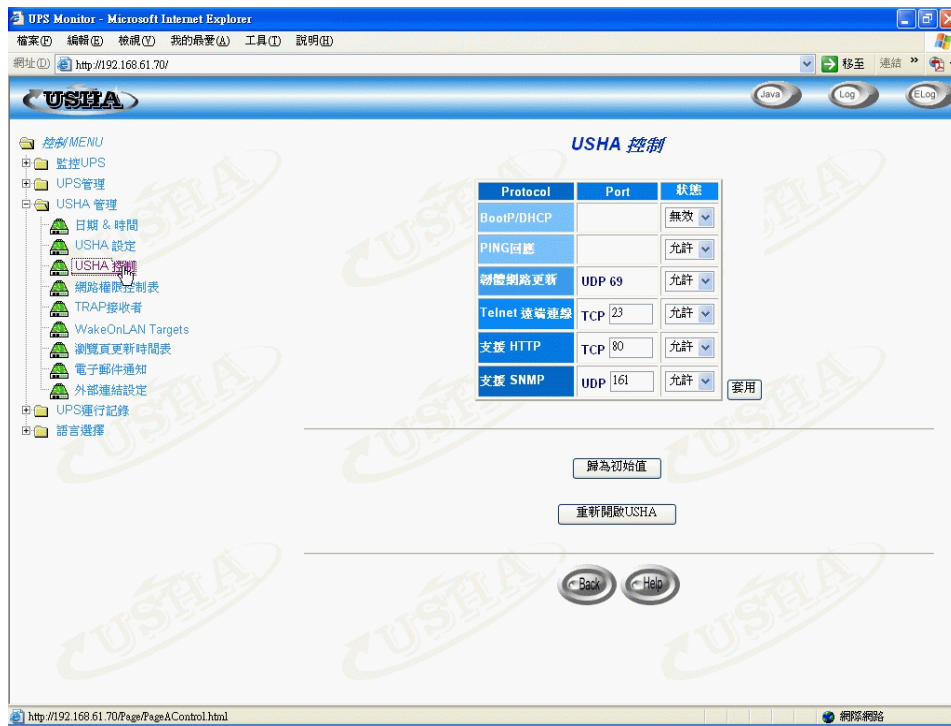 UPS Monitor - Microsoft Internet Explorer
檔案(F) 編輯(E) 檢視(V) 我的最愛(A) 工具(T) 說明(H)
網址(D) http://192.168.61.70/ 移至 連結 »
USHA Java Log ELog
控制MENU
監控UPS
UPS管理
USHA 管理
日期 & 時間
USHA 設定
USHA 控制
網路權限控制表
TRAP接收者
WakeOnLAN Targets
瀏覽頁更新時間表
電子郵件通知
外部連結設定
UPS運行記錄
語言選擇
USHA 控制
Protocol Port 狀態
BootP/DHCP 無效
PING回應 允許
韌體網路更新 UDP 69 允許
Telnet 遠端連線 TCP 23 允許
支援 HTTP TCP 80 允許
支援 SNMP UDP 161 允許
套用
歸為初始值
重新開啟USHA
Back Help
http://192.168.61.70/Page/PageAControl.html 網際網路